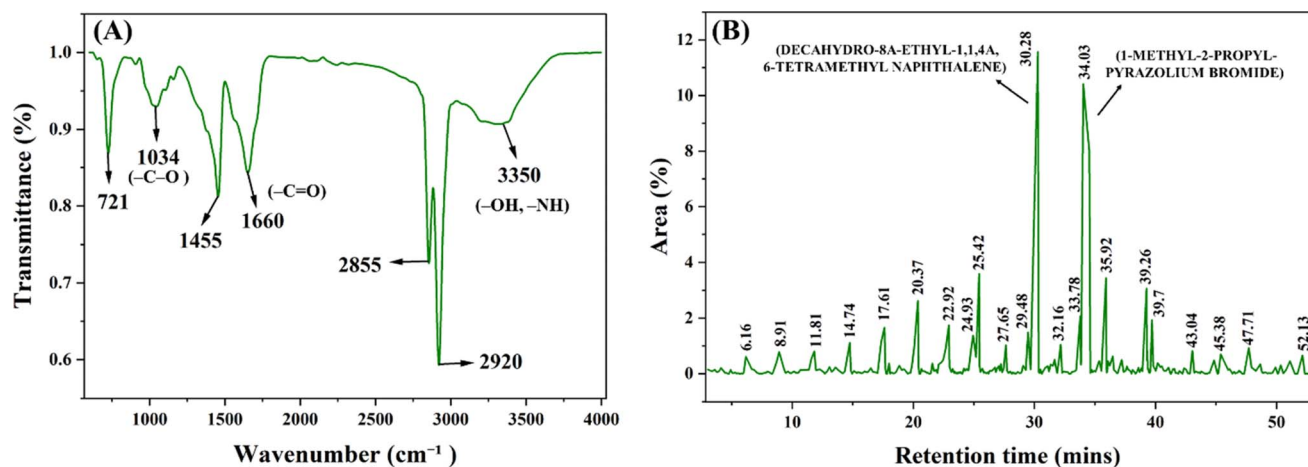 (A)
Transmittance (%)
1.0
0.9
0.8
0.7
0.6
721
1034
(–C–O )
1455
1660
(–C=O)
2855
2920
3350
(–OH, –NH)
1000 1500 2000 2500 3000 3500 4000
Wavenumber (cm⁻¹ )
(B)
Area (%)
12
10
8
6
4
2
0
(DECAHYDRO-8A-ETHYL-1,1,4A,
6-TETRAMETHYL NAPHTHALENE)
(1-METHYL-2-PROPYL-
PYRAZOLIUM BROMIDE)
6.16
8.91
11.81
14.74
17.61
20.37
22.92
24.93
25.42
27.65
29.48
30.28
32.16
33.78
34.03
35.92
39.26
39.7
43.04
45.38
47.71
52.13
10 20 30 40 50
Retention time (mins)